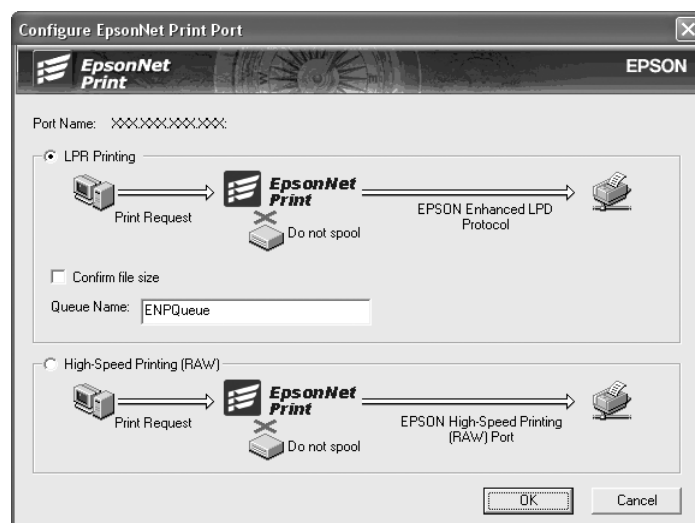 Configure EpsonNet Print Port
EpsonNet
Print
EPSON
Port Name: XXX.XXX.XXX.XXX:
LPR Printing
EpsonNet
Print
Print Request
EPSON Enhanced LPD
Protocol
Do not spool
Confirm file size
Queue Name: ENPQueue
High-Speed Printing (RAW)
EpsonNet
Print
Print Request
EPSON High-Speed Printing
(RAW) Port
Do not spool
OK
Cancel